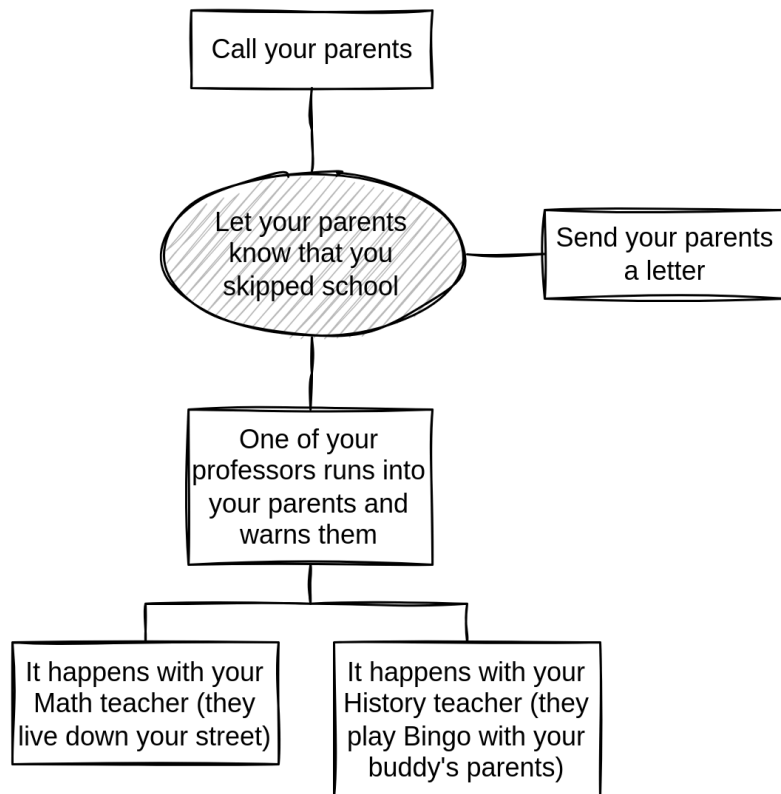 Call your parents
Let your parents
know that you
skipped school
Send your parents
a letter
One of your
professors runs into
your parents and
warns them
It happens with your
Math teacher (they
live down your street)
It happens with your
History teacher (they
play Bingo with your
buddy's parents)